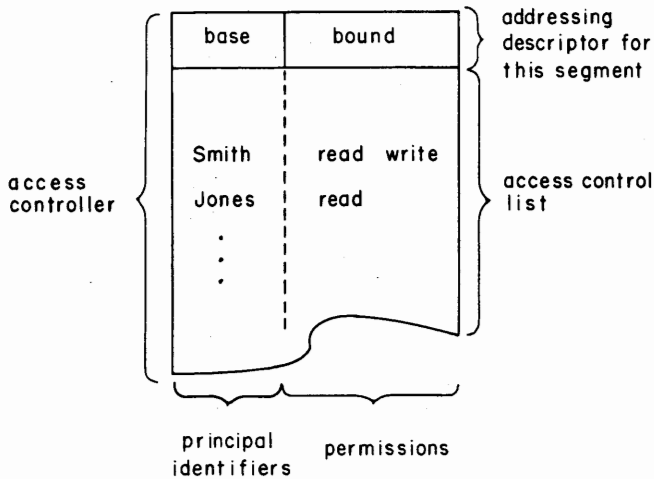 base bound
addressing
descriptor for
this segment
Smith read write
Jones read
access
controller
access control
list
principal
identifiers
permissions